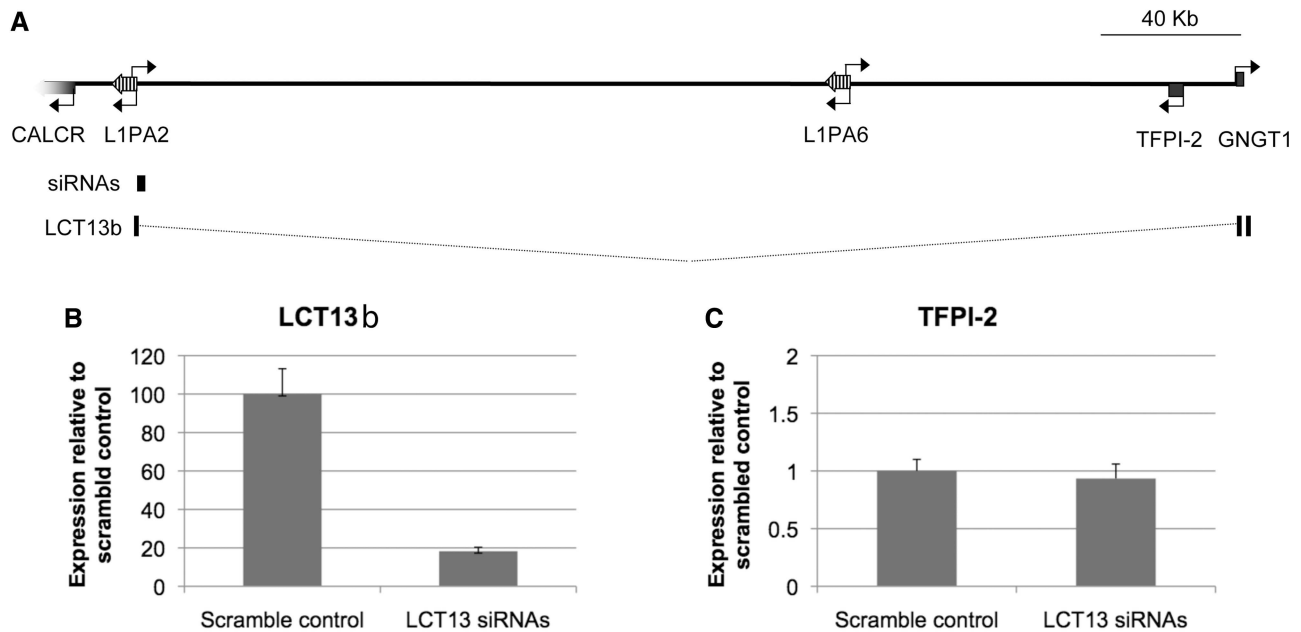 A
40 Kb
CALCR L1PA2 L1PA6 TFPI-2 GNGT1
siRNAs
LCT13b
B LCT13b
Expression relative to
scrambld control
120
100
80
60
40
20
0
Scramble control LCT13 siRNAs
C TFPI-2
Expression relative to
scrambled control
2
1.5
1
0.5
0
Scramble control LCT13 siRNAs